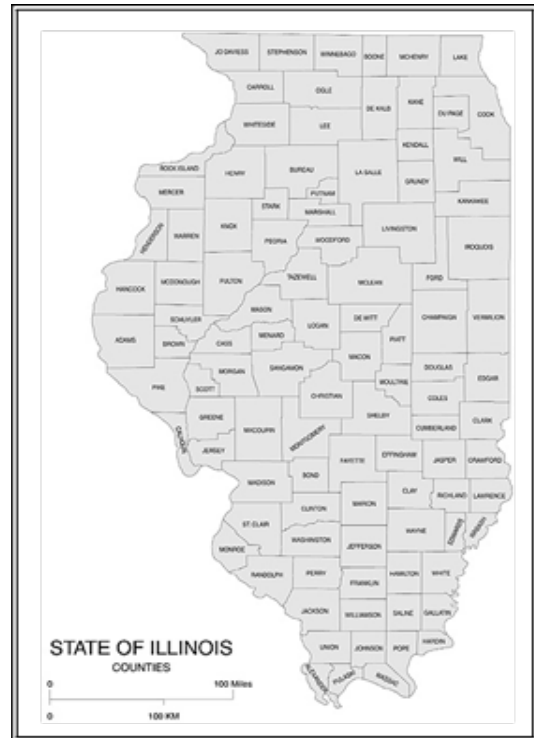 JO DAVIESS STEPHENSON WINNEBAGO BOONE MCHENRY LAKE
CARROLL OGLE DE KALB KANE DU PAGE COOK
WHITESIDE LEE
KENDALL WILL
ROCK ISLAND HENRY BUREAU LA SALLE GRUNDY
MERCER PUTNAM KANKAKEE
STARK MARSHALL
HENDERSON WARREN KNOX PEORIA WOODFORD LIVINGSTON IROQUOIS
HANCOCK MCDONOUGH FULTON TAZEWELL MCLEAN FORD
MASON
SCHUYLER LOGAN DE WITT CHAMPAIGN VERMILION
ADAMS BROWN CASS MENARD PIATT
MACON
PIKE MORGAN SANGAMON DOUGLAS EDGAR
SCOTT CHRISTIAN MOULTRIE COLES
GREENE SHELBY
CALHOUN MACOUPIN MONTGOMERY CUMBERLAND CLARK
JERSEY FAYETTE EFFINGHAM JASPER CRAWFORD
MADISON BOND
MARION CLAY RICHLAND LAWRENCE
CLINTON
ST. CLAIR WAYNE EDWARDS WABASH
MONROE WASHINGTON JEFFERSON
RANDOLPH PERRY HAMILTON WHITE
FRANKLIN
JACKSON WILLIAMSON SALINE GALLATIN
UNION JOHNSON POPE HARDIN
ALEXANDER PULASKI MASSAC
STATE OF ILLINOIS
COUNTIES
0 100 Miles
0 100 KM